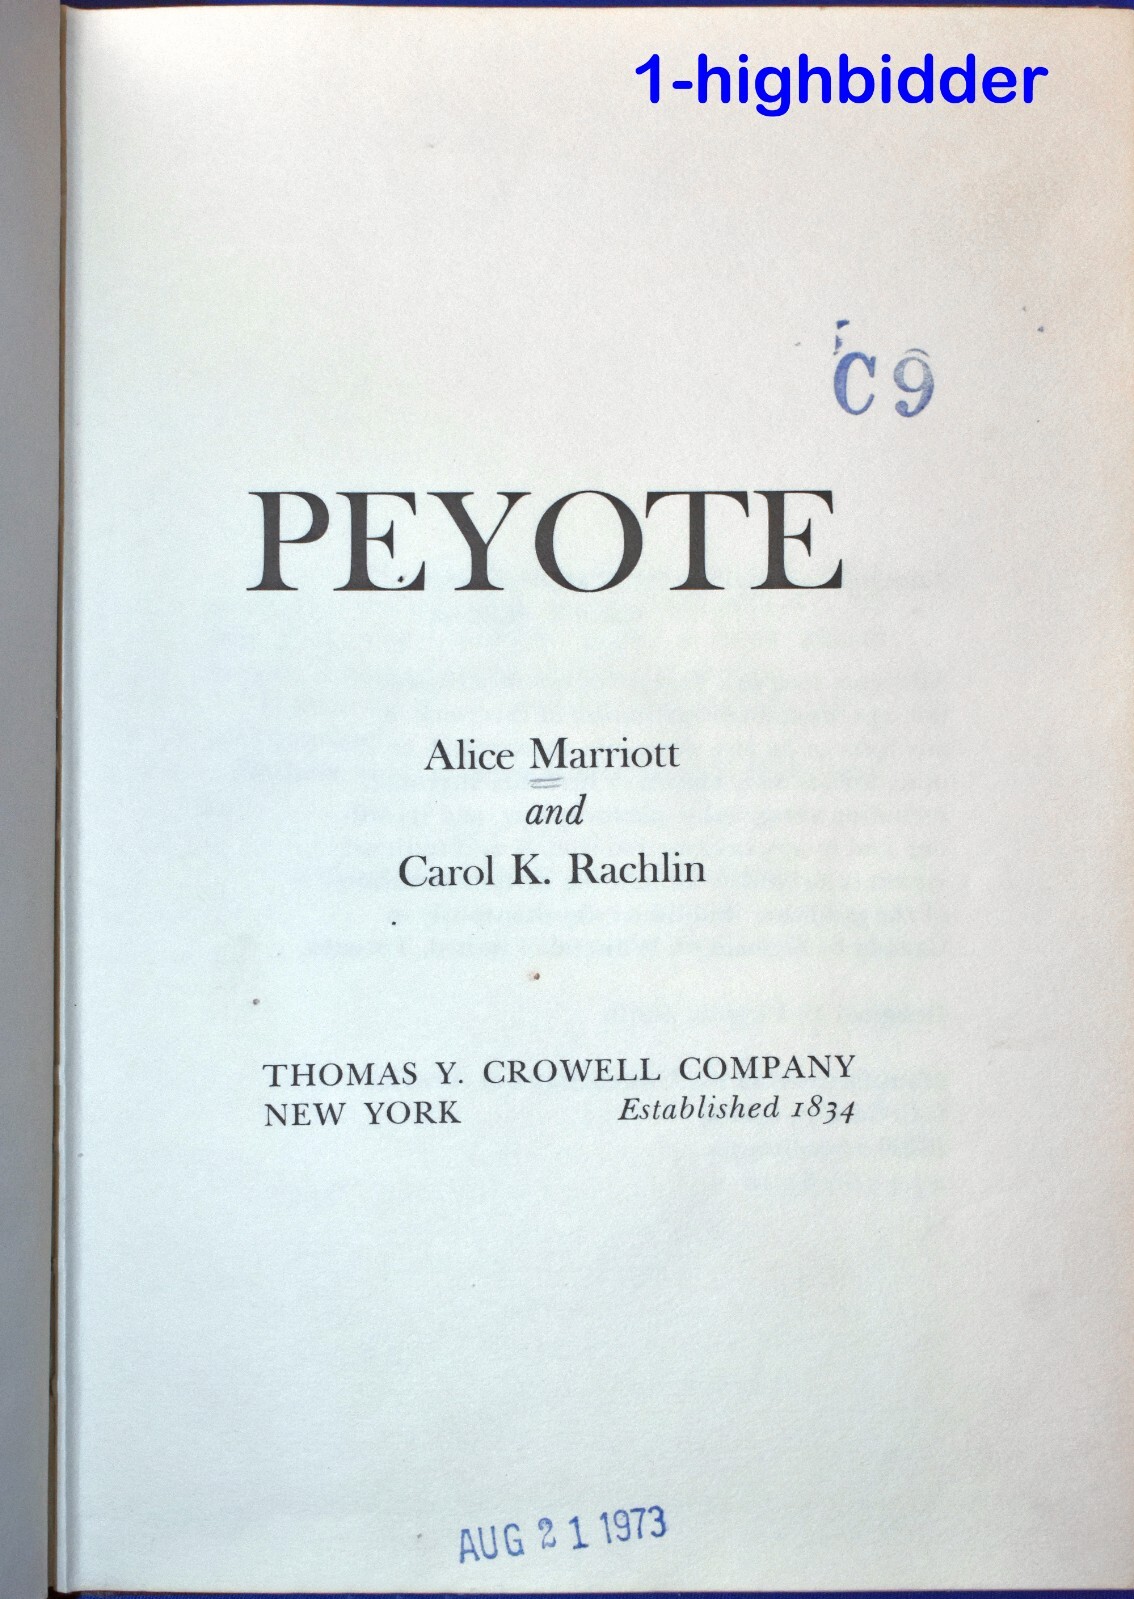 1-highbidder
C9
PEYOTE
Alice Marriott
and
Carol K. Rachlin
THOMAS Y. CROWELL COMPANY
NEW YORK Established 1834
AUG 21 1973